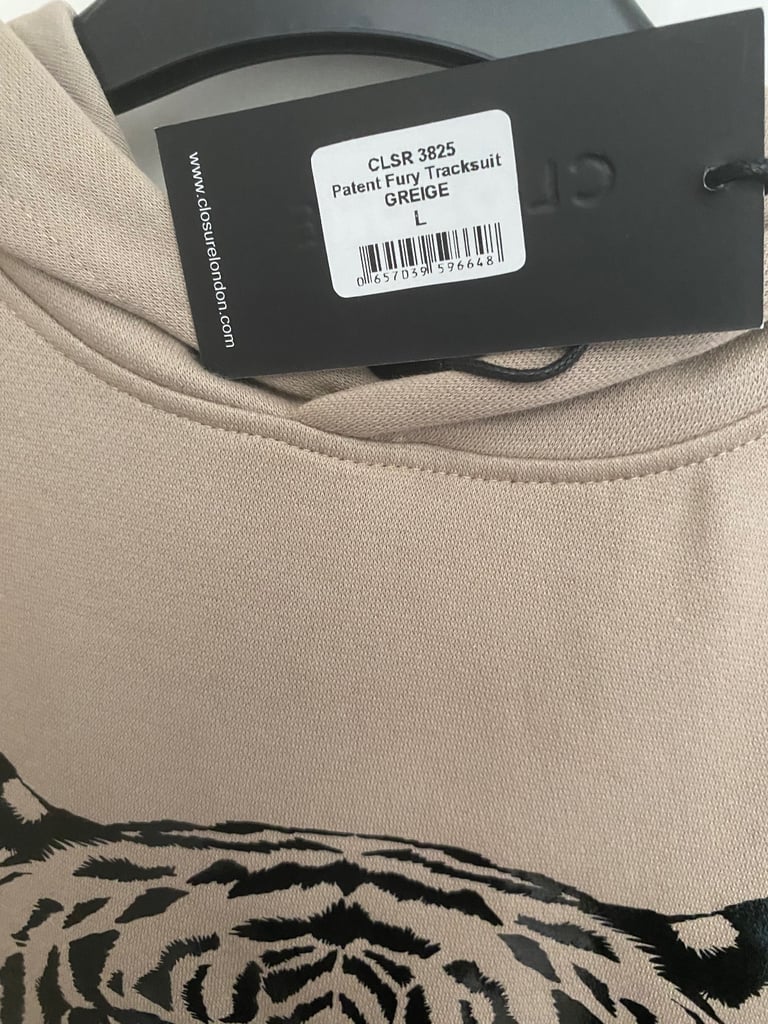 CLSR 3825
Patent Fury Tracksuit
GREIGE
L
0 657039 596648
www.closurelondon.com